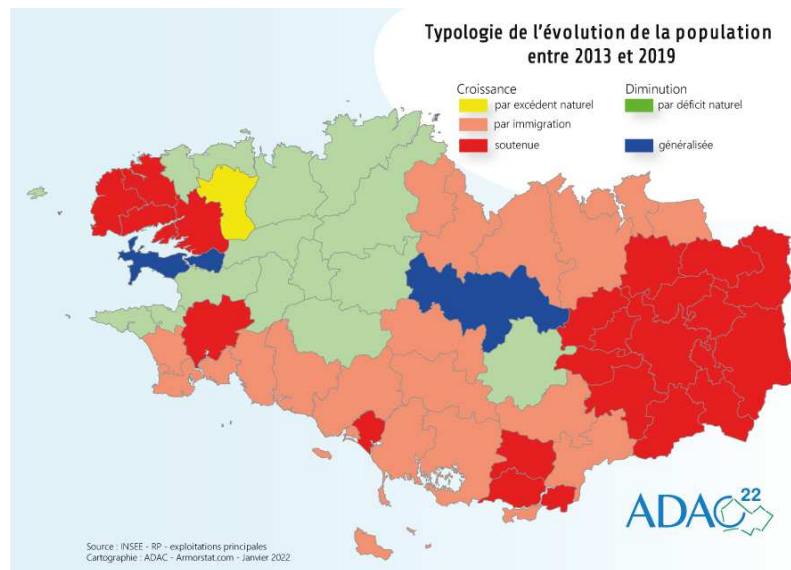 Typologie de l'évolution de la population
entre 2013 et 2019
Croissance
par excédent naturel
par immigration
soutenue
Diminution
par déficit naturel
généralisée
ADAC 22
Source : INSEE - RP - exploitations principales
Cartographie : ADAC - Armorstat.com - Janvier 2022